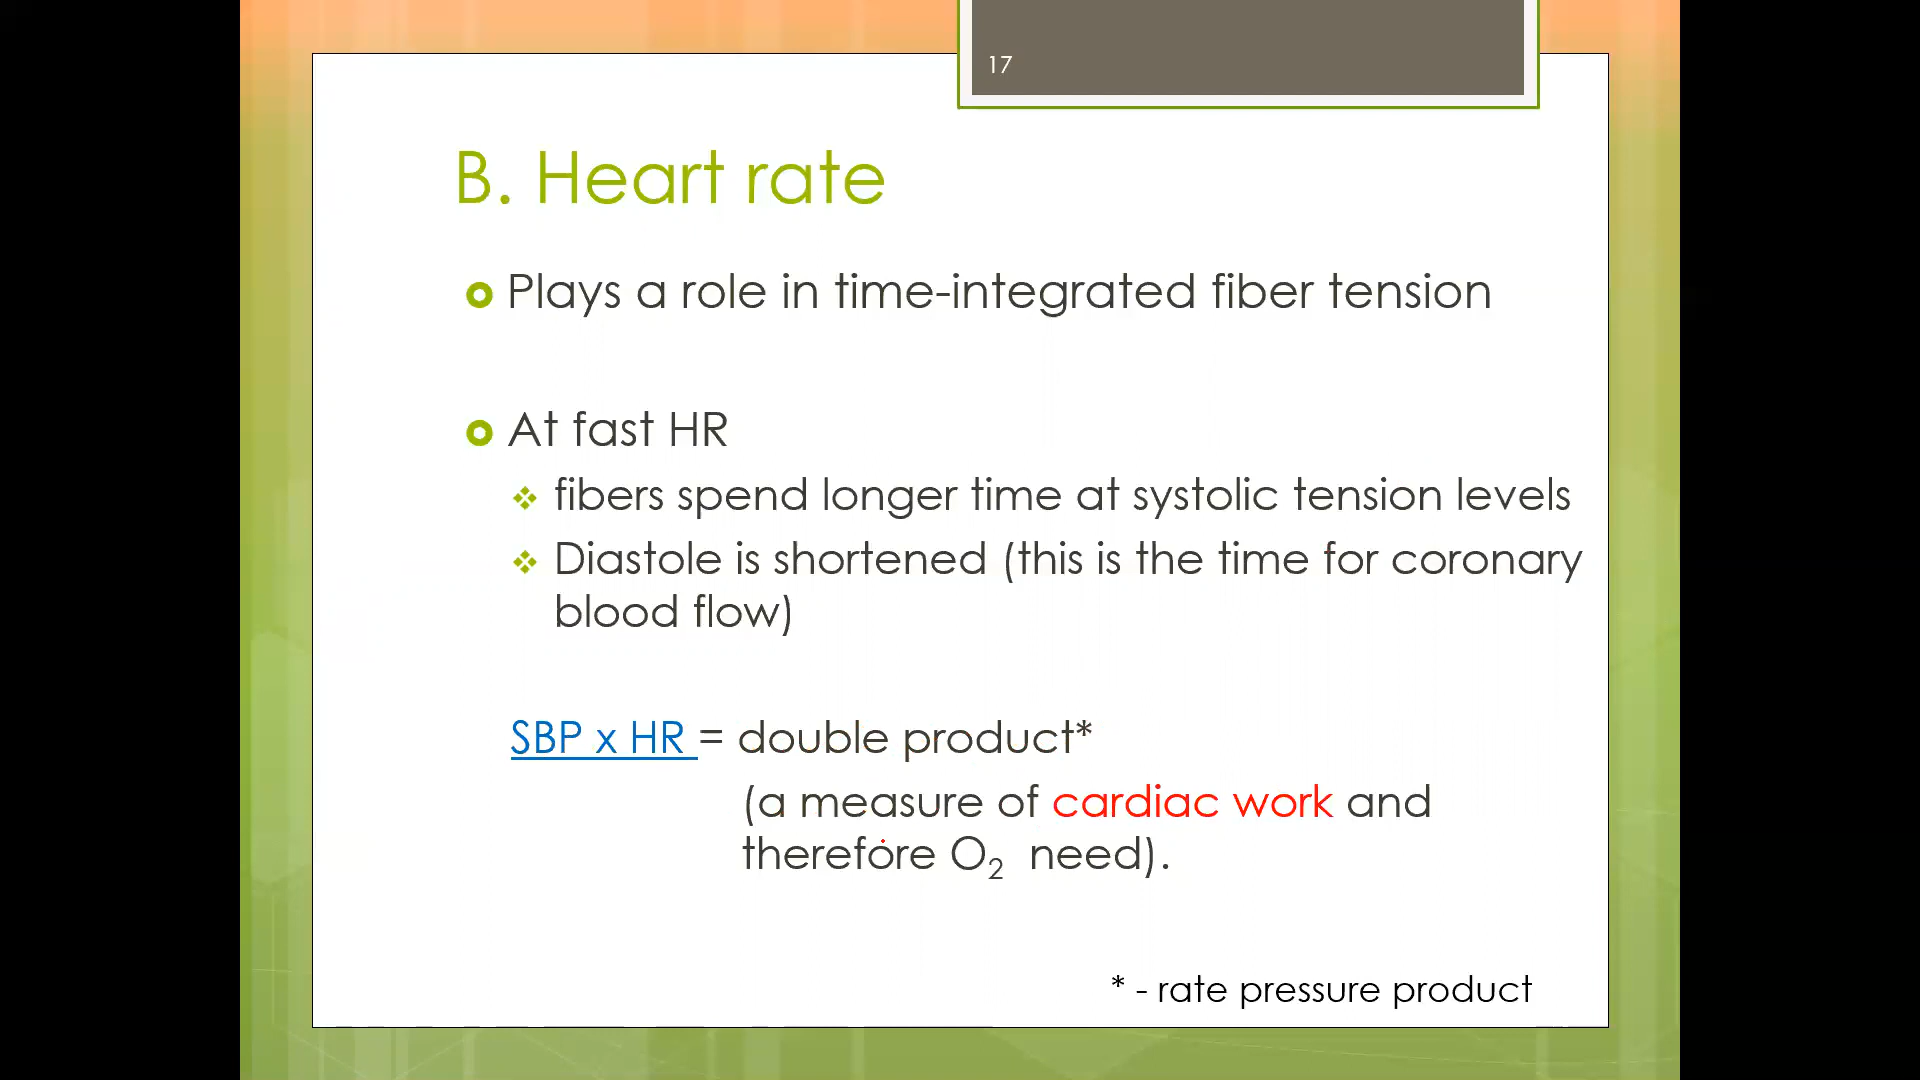 17
B. Heart rate
Plays a role in time-integrated fiber tension
At fast HR
fibers spend longer time at systolic tension levels
Diastole is shortened (this is the time for coronary
blood flow)
SBP x HR = double product*
(a measure of cardiac work and
therefore O₂ need).
* - rate pressure product